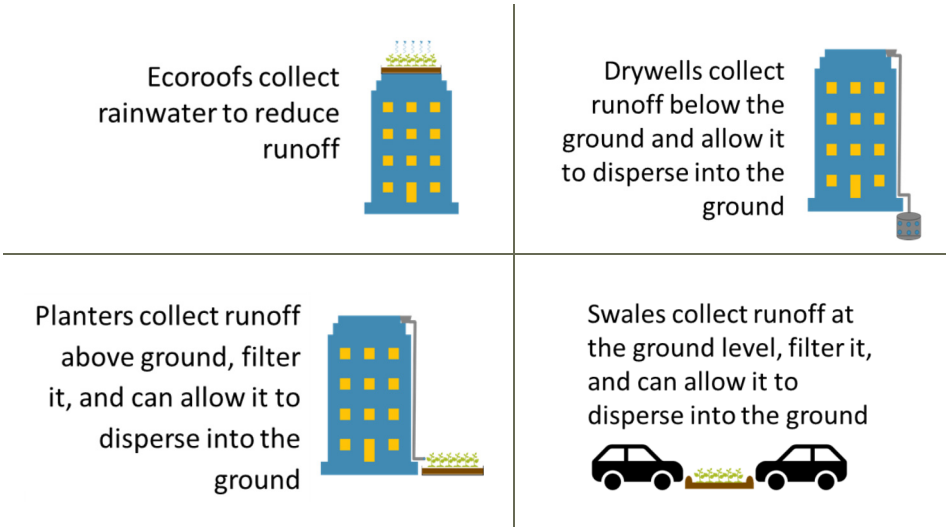 Ecoroofs collect
rainwater to reduce
runoff
Drywells collect
runoff below the
ground and allow it
to disperse into the
ground
Planters collect runoff
above ground, filter
it, and can allow it to
disperse into the
ground
Swales collect runoff at
the ground level, filter it,
and can allow it to
disperse into the ground